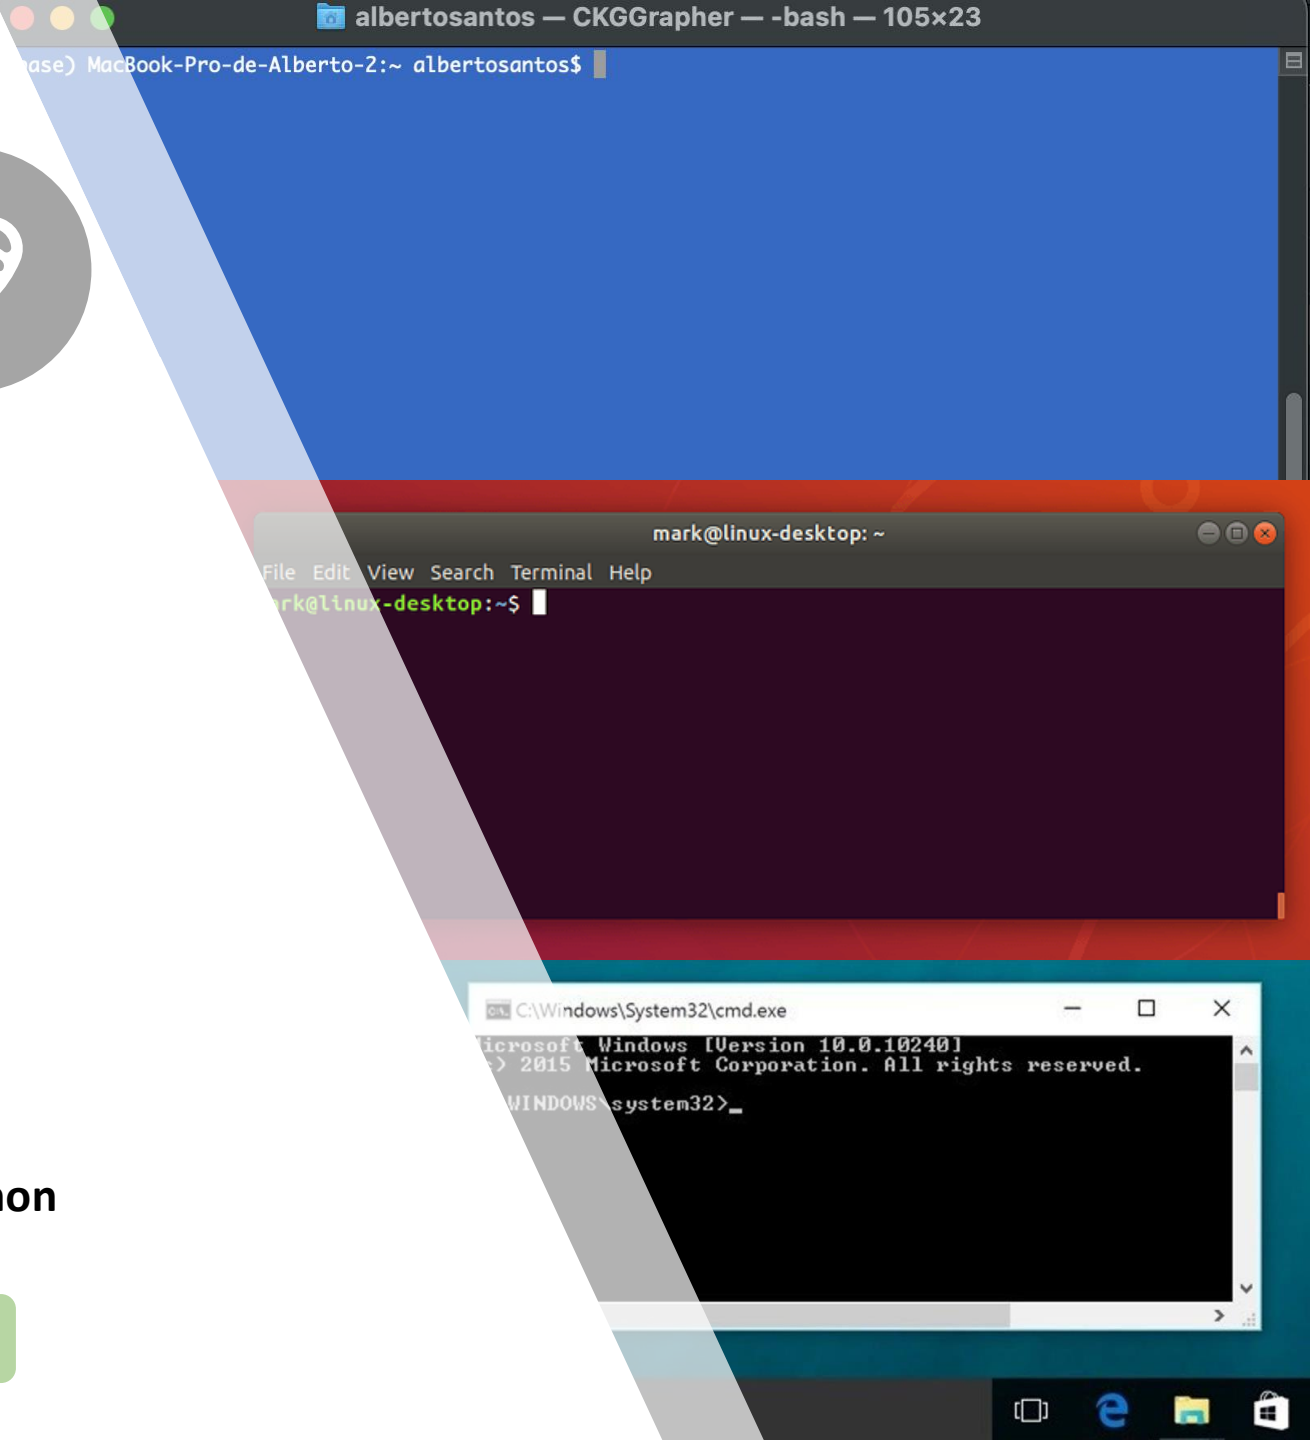 albertosantos — CKGGrapher — -bash — 105×23
ase) MacBook-Pro-de-Alberto-2:~ albertosantos$
mark@linux-desktop: ~
File Edit View Search Terminal Help
rk@linux-desktop:~$
C:\Windows\System32\cmd.exe
icrosoft Windows [Version 10.0.10240]
) 2015 Microsoft Corporation. All rights reserved.
WINDOWS\system32>_
on